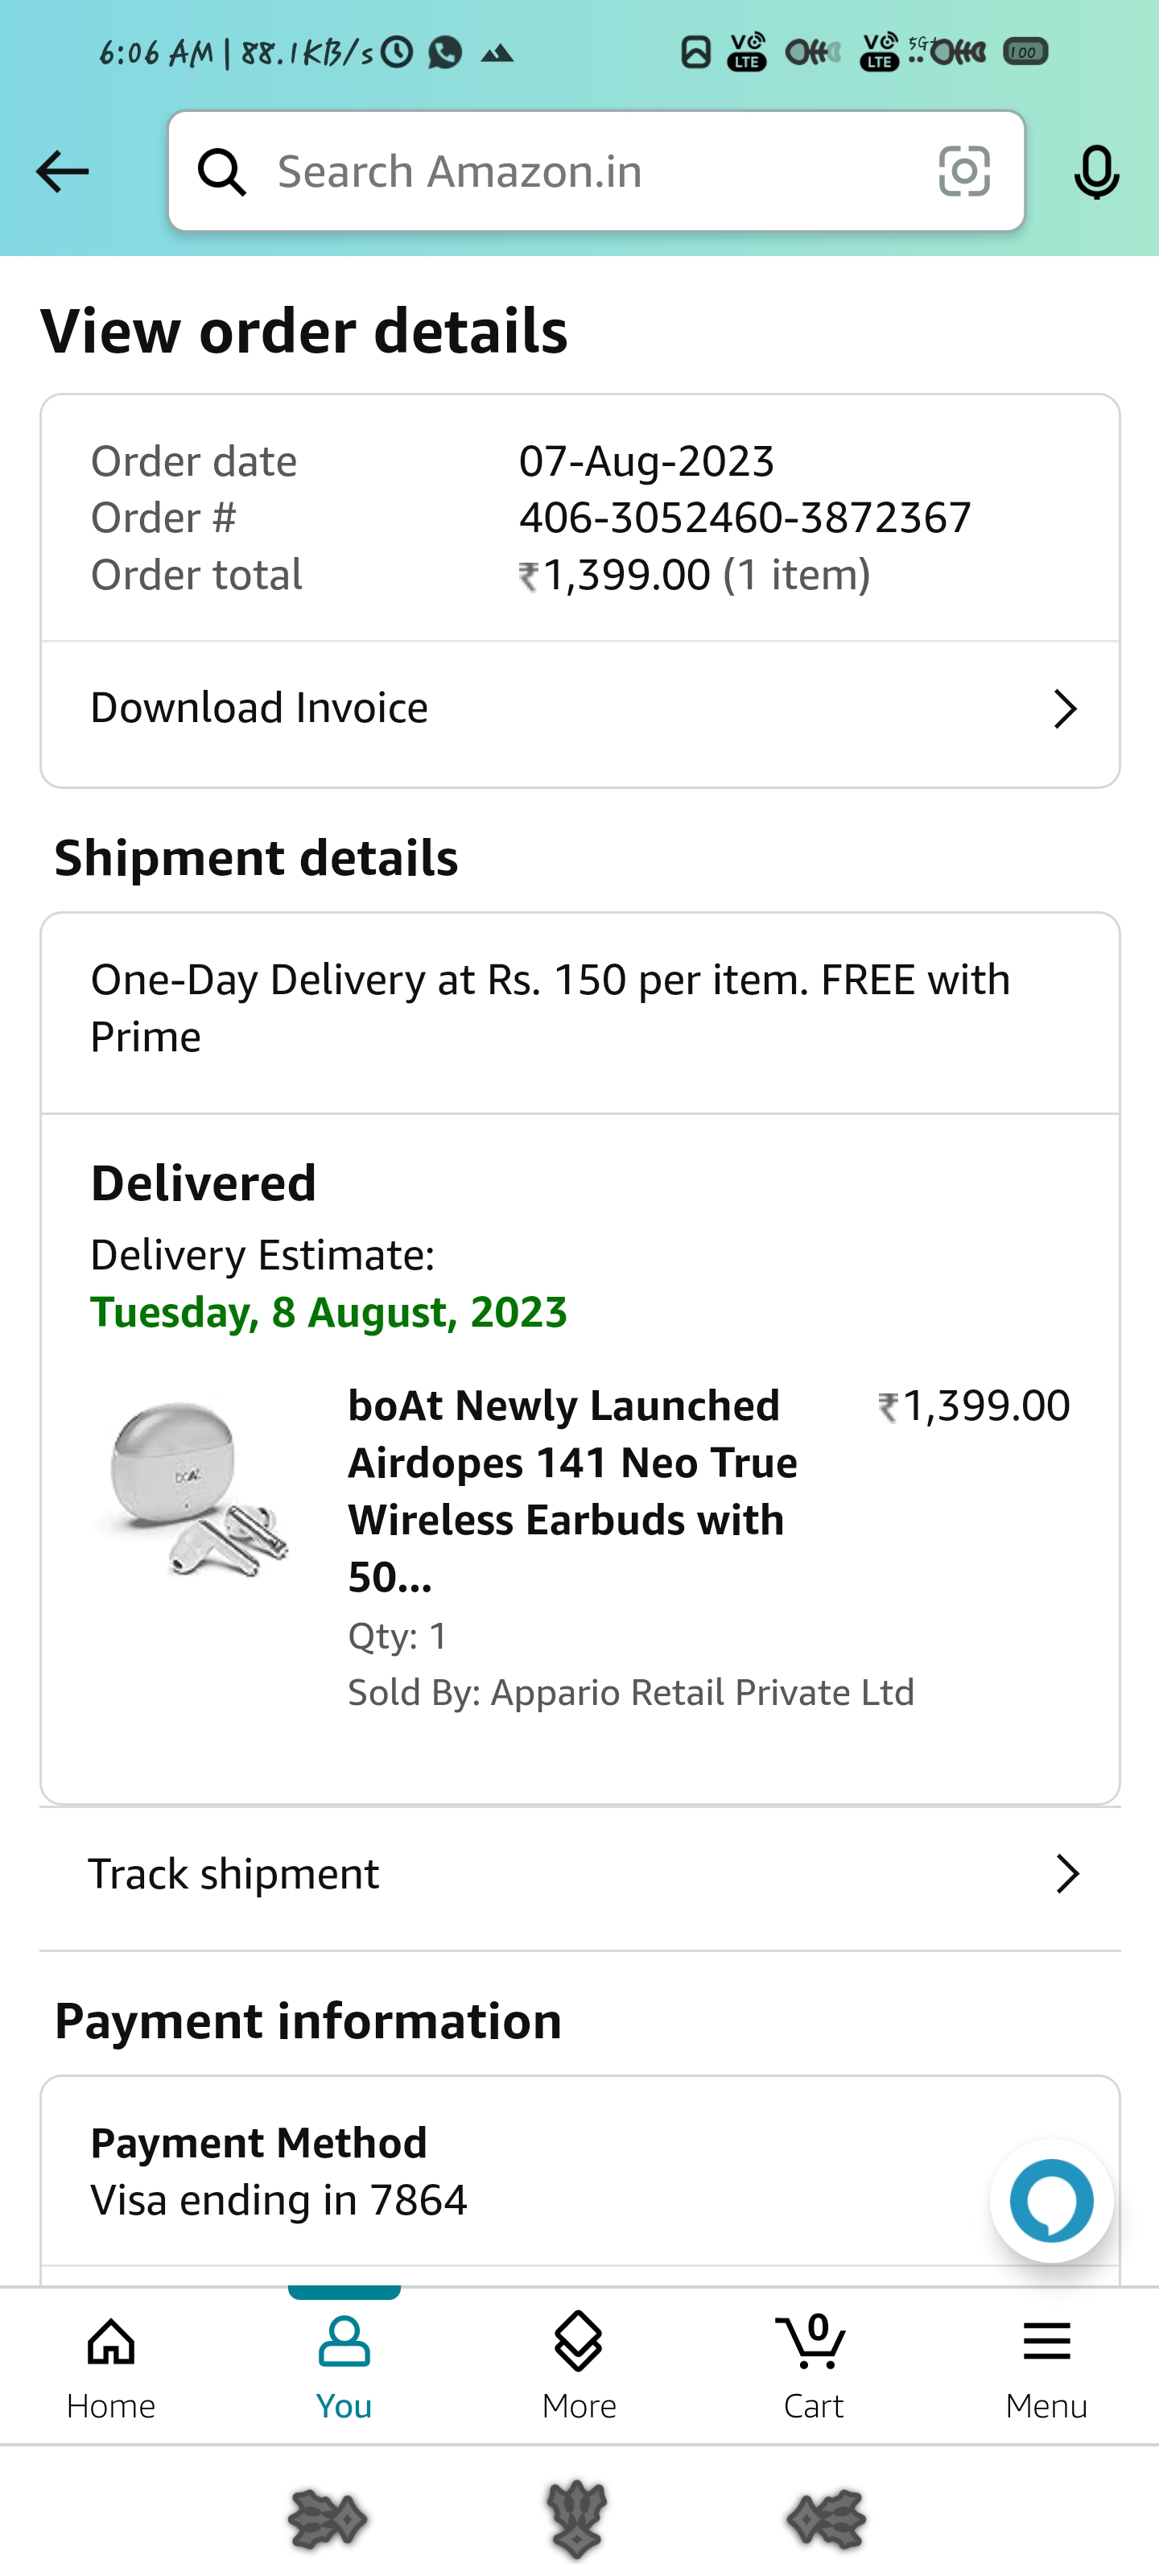 6:06 AM | 88.1KB/s
VO LTE
VO LTE
5G+
100
Search Amazon.in
View order details
Order date 07-Aug-2023
Order # 406-3052460-3872367
Order total ₹1,399.00 (1 item)
Download Invoice
Shipment details
One-Day Delivery at Rs. 150 per item. FREE with
Prime
Delivered
Delivery Estimate:
Tuesday, 8 August, 2023
boAt
boAt Newly Launched ₹1,399.00
Airdopes 141 Neo True
Wireless Earbuds with
50...
Qty: 1
Sold By: Appario Retail Private Ltd
Track shipment
Payment information
Payment Method
Visa ending in 7864
0
Home You More Cart Menu